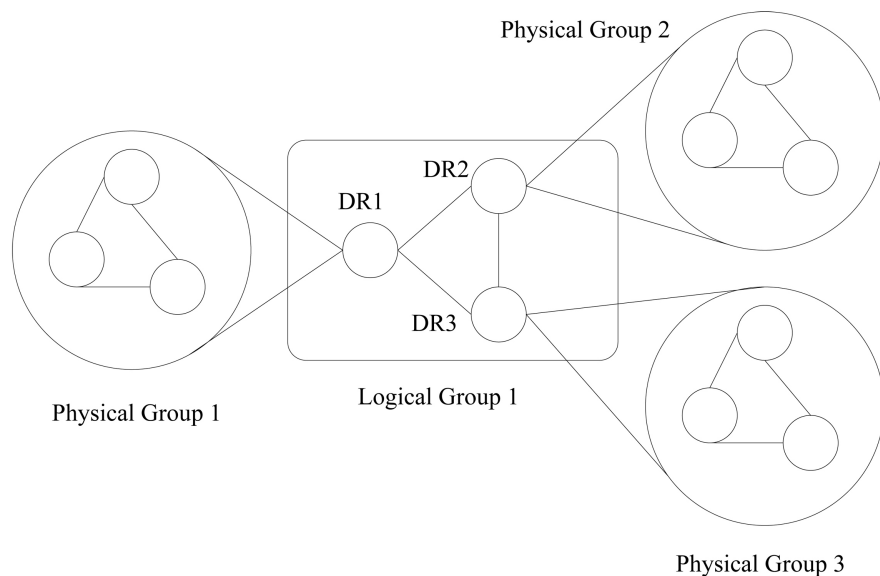 Physical Group 2
DR2
DR1
DR3
Logical Group 1
Physical Group 1
Physical Group 3